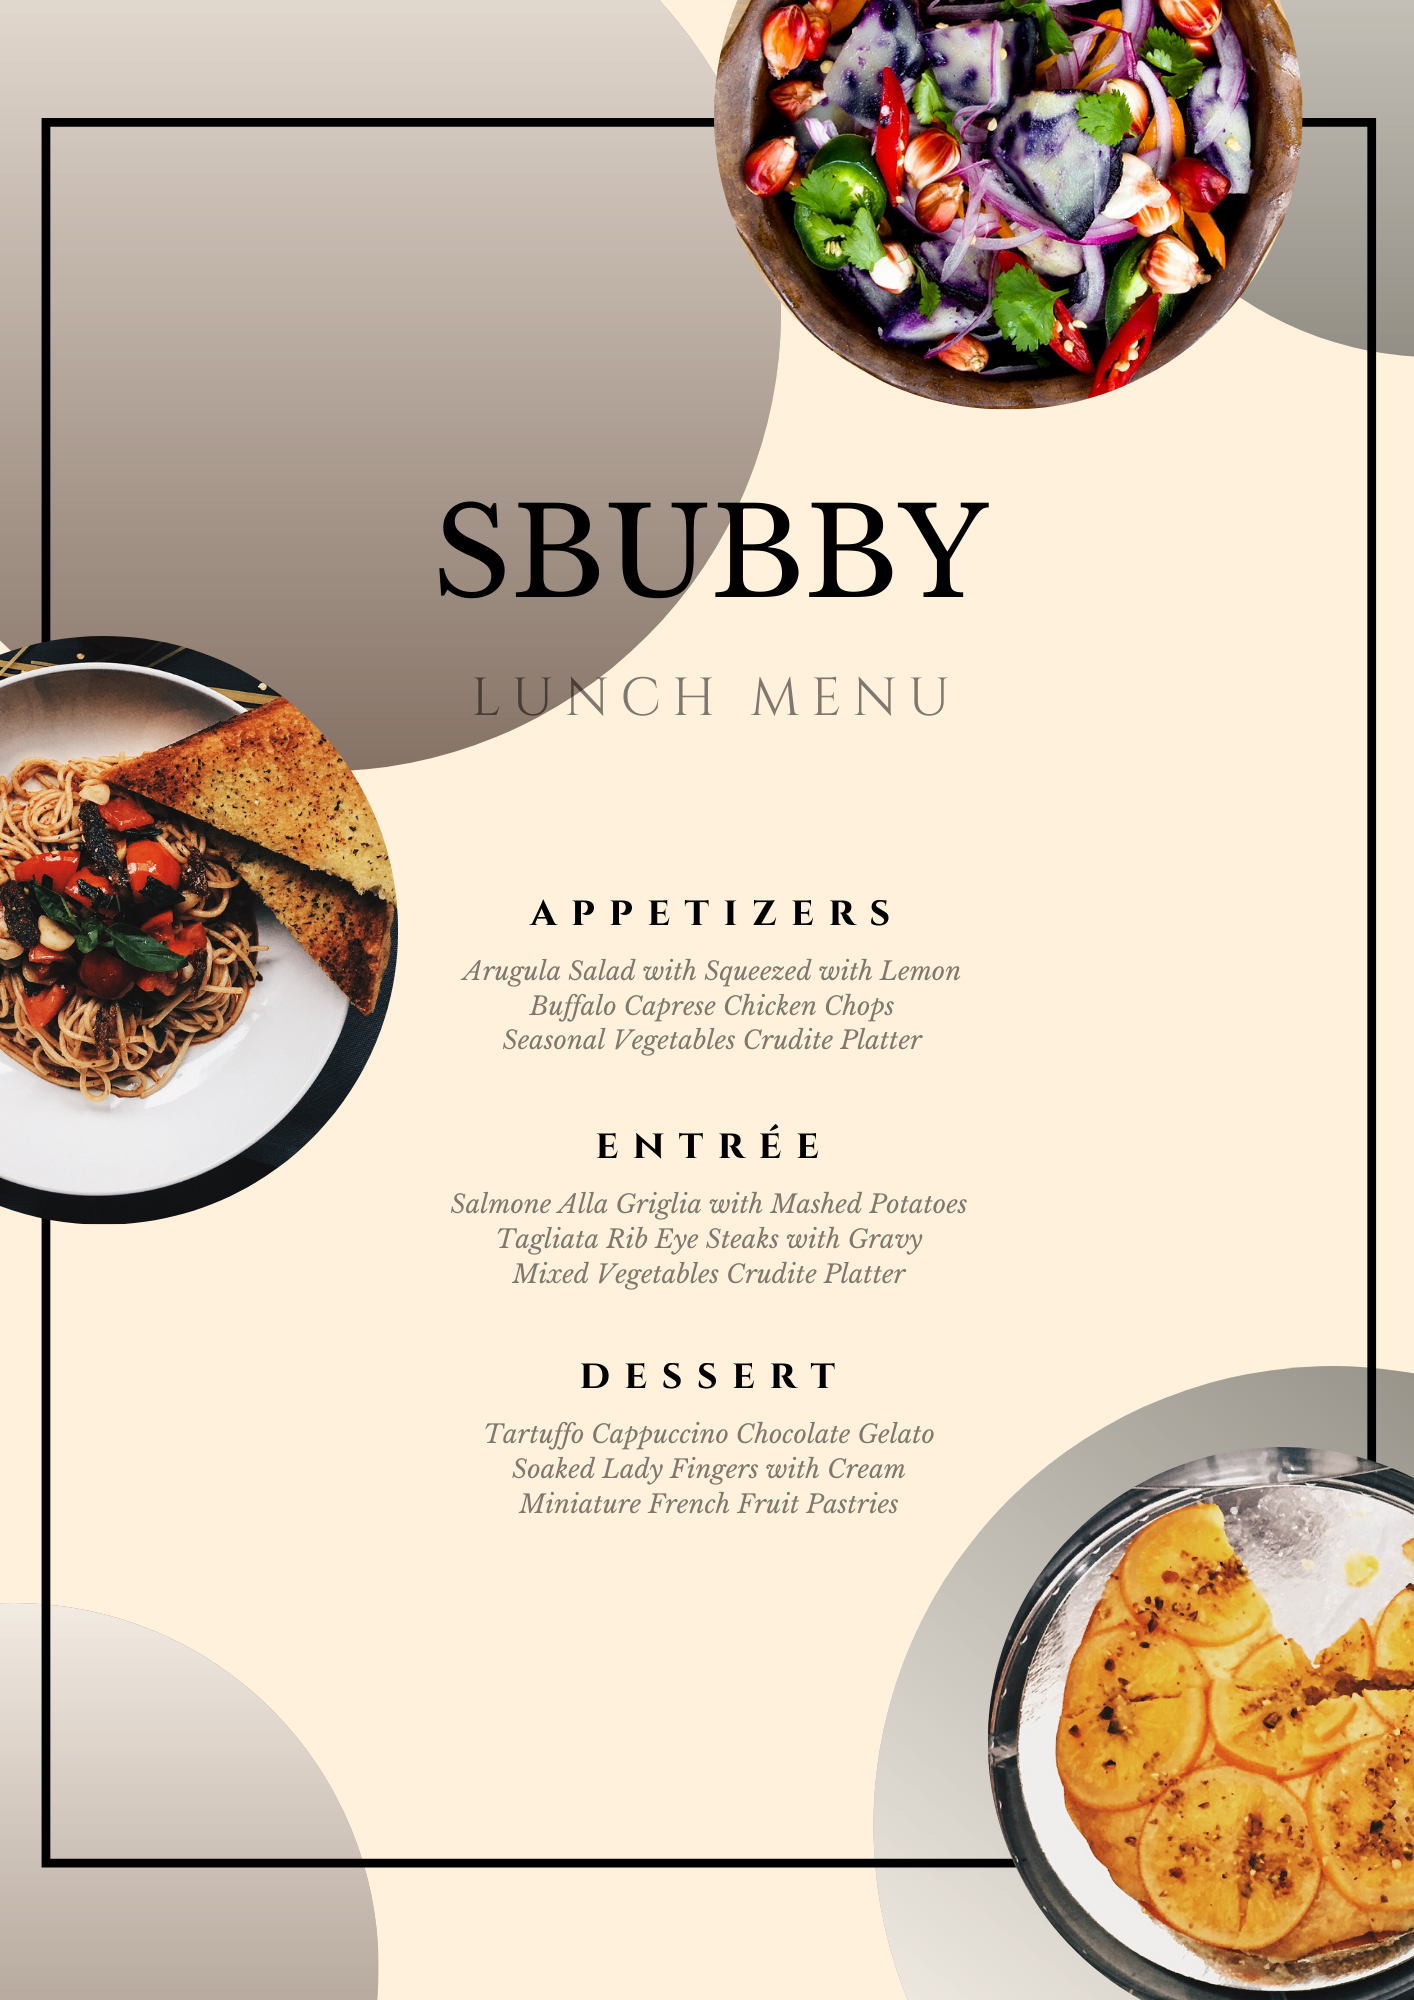 SBUBBY
LUNCH MENU
APPETIZERS
Arugula Salad with Squeezed with Lemon
Buffalo Caprese Chicken Chops
Seasonal Vegetables Crudite Platter
ENTRÉE
Salmone Alla Griglia with Mashed Potatoes
Tagliata Rib Eye Steaks with Gravy
Mixed Vegetables Crudite Platter
DESSERT
Tartuffo Cappuccino Chocolate Gelato
Soaked Lady Fingers with Cream
Miniature French Fruit Pastries